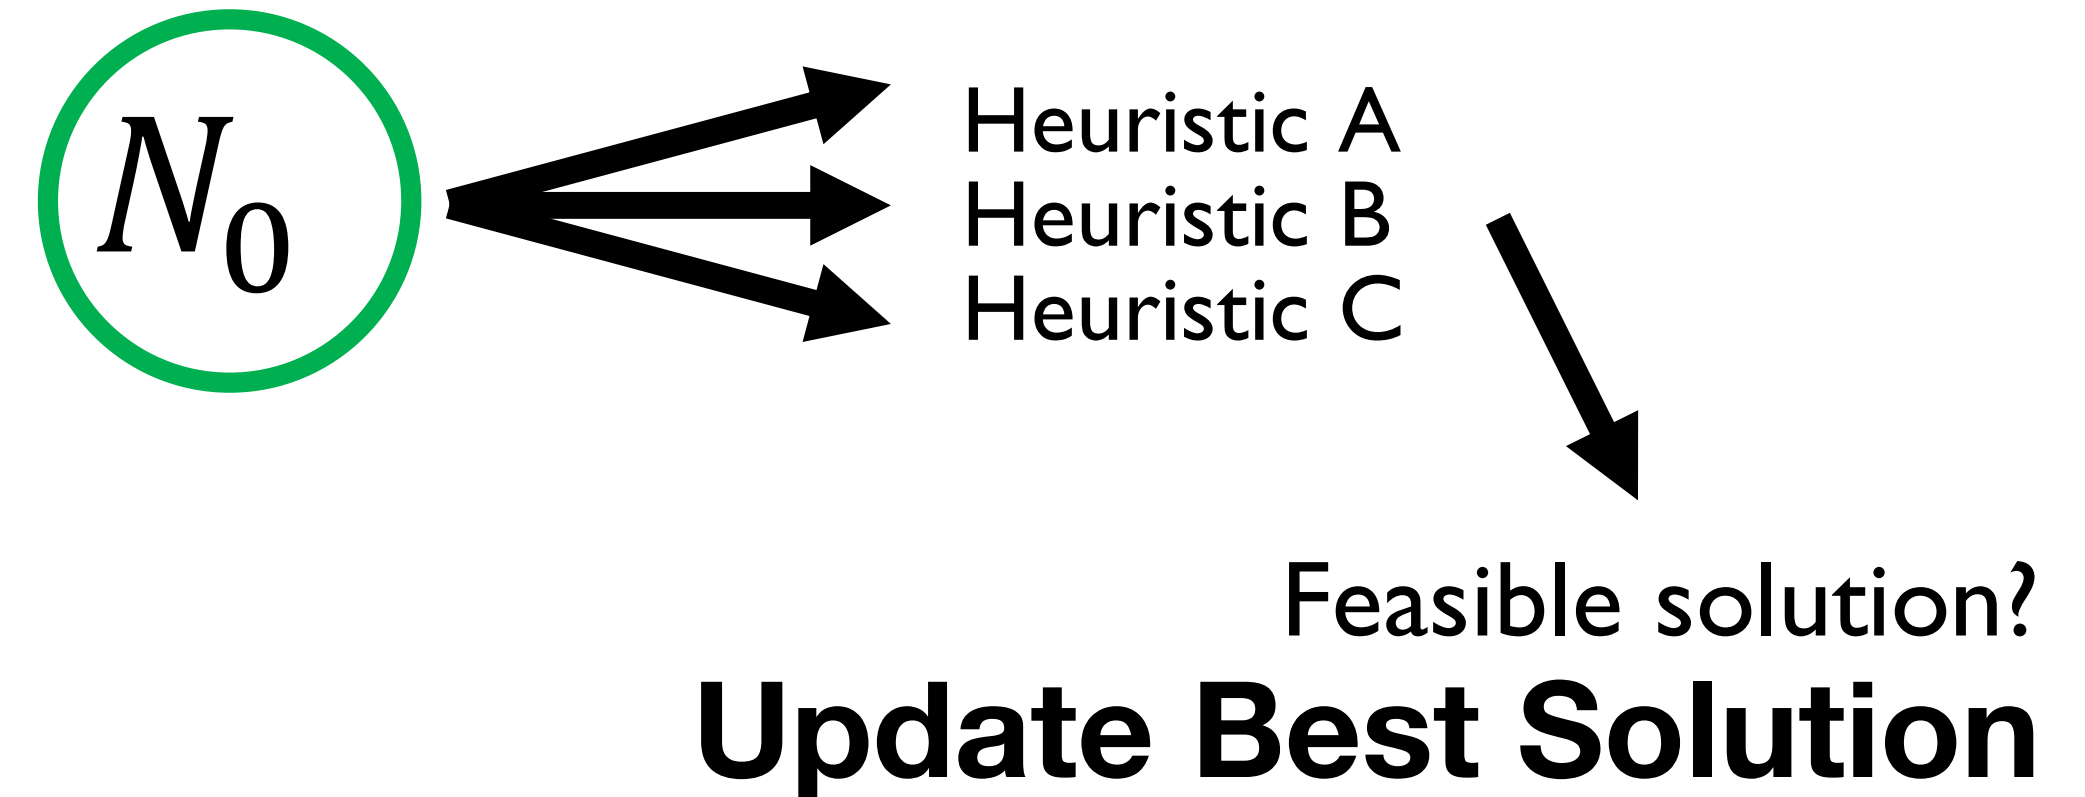 N₀
Heuristic A
Heuristic B
Heuristic C
Feasible solution?
Update Best Solution